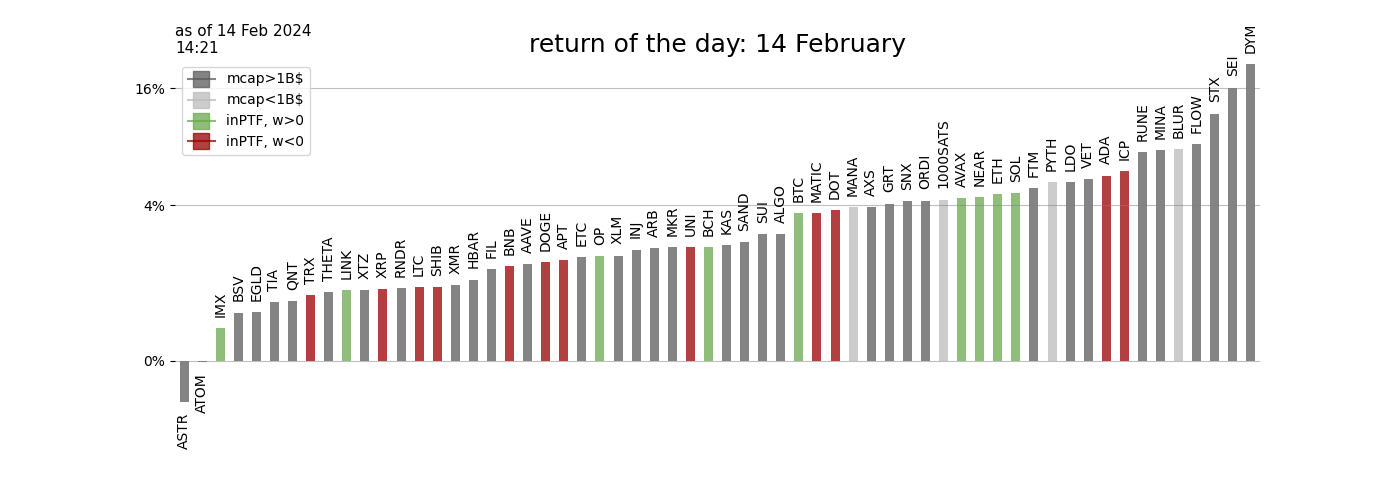 as of 14 Feb 2024
14:21
return of the day: 14 February
mcap>1B$
mcap<1B$
inPTF, w>0
inPTF, w<0
16%
4%
0%
ASTR
ATOM
IMX
BSV
EGLD
TIA
QNT
TRX
THETA
LINK
XTZ
XRP
RNDR
LTC
SHIB
XMR
HBAR
FIL
BNB
AAVE
DOGE
APT
ETC
OP
XLM
INJ
ARB
MKR
UNI
BCH
KAS
SAND
SUI
ALGO
BTC
MATIC
DOT
MANA
AXS
GRT
SNX
ORDI
1000SATS
AVAX
NEAR
ETH
SOL
FTM
PYTH
LDO
VET
ADA
ICP
RUNE
MINA
BLUR
FLOW
STX
SEI
DYM